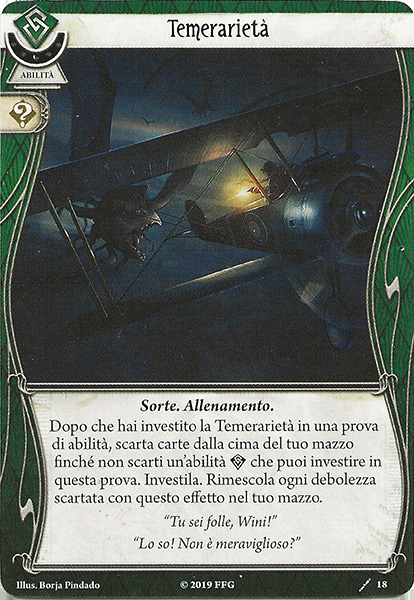 Temerarietà
ABILITÀ
?
Sorte. Allenamento.
Dopo che hai investito la Temerarietà in una prova
di abilità, scarta carte dalla cima del tuo mazzo
finché non scarti un'abilità che puoi investire in
questa prova. Investila. Rimescola ogni debolezza
scartata con questo effetto nel tuo mazzo.
“Tu sei folle, Wini!”
“Lo so! Non è meraviglioso?”
Illus. Borja Pindado © 2019 FFG 18